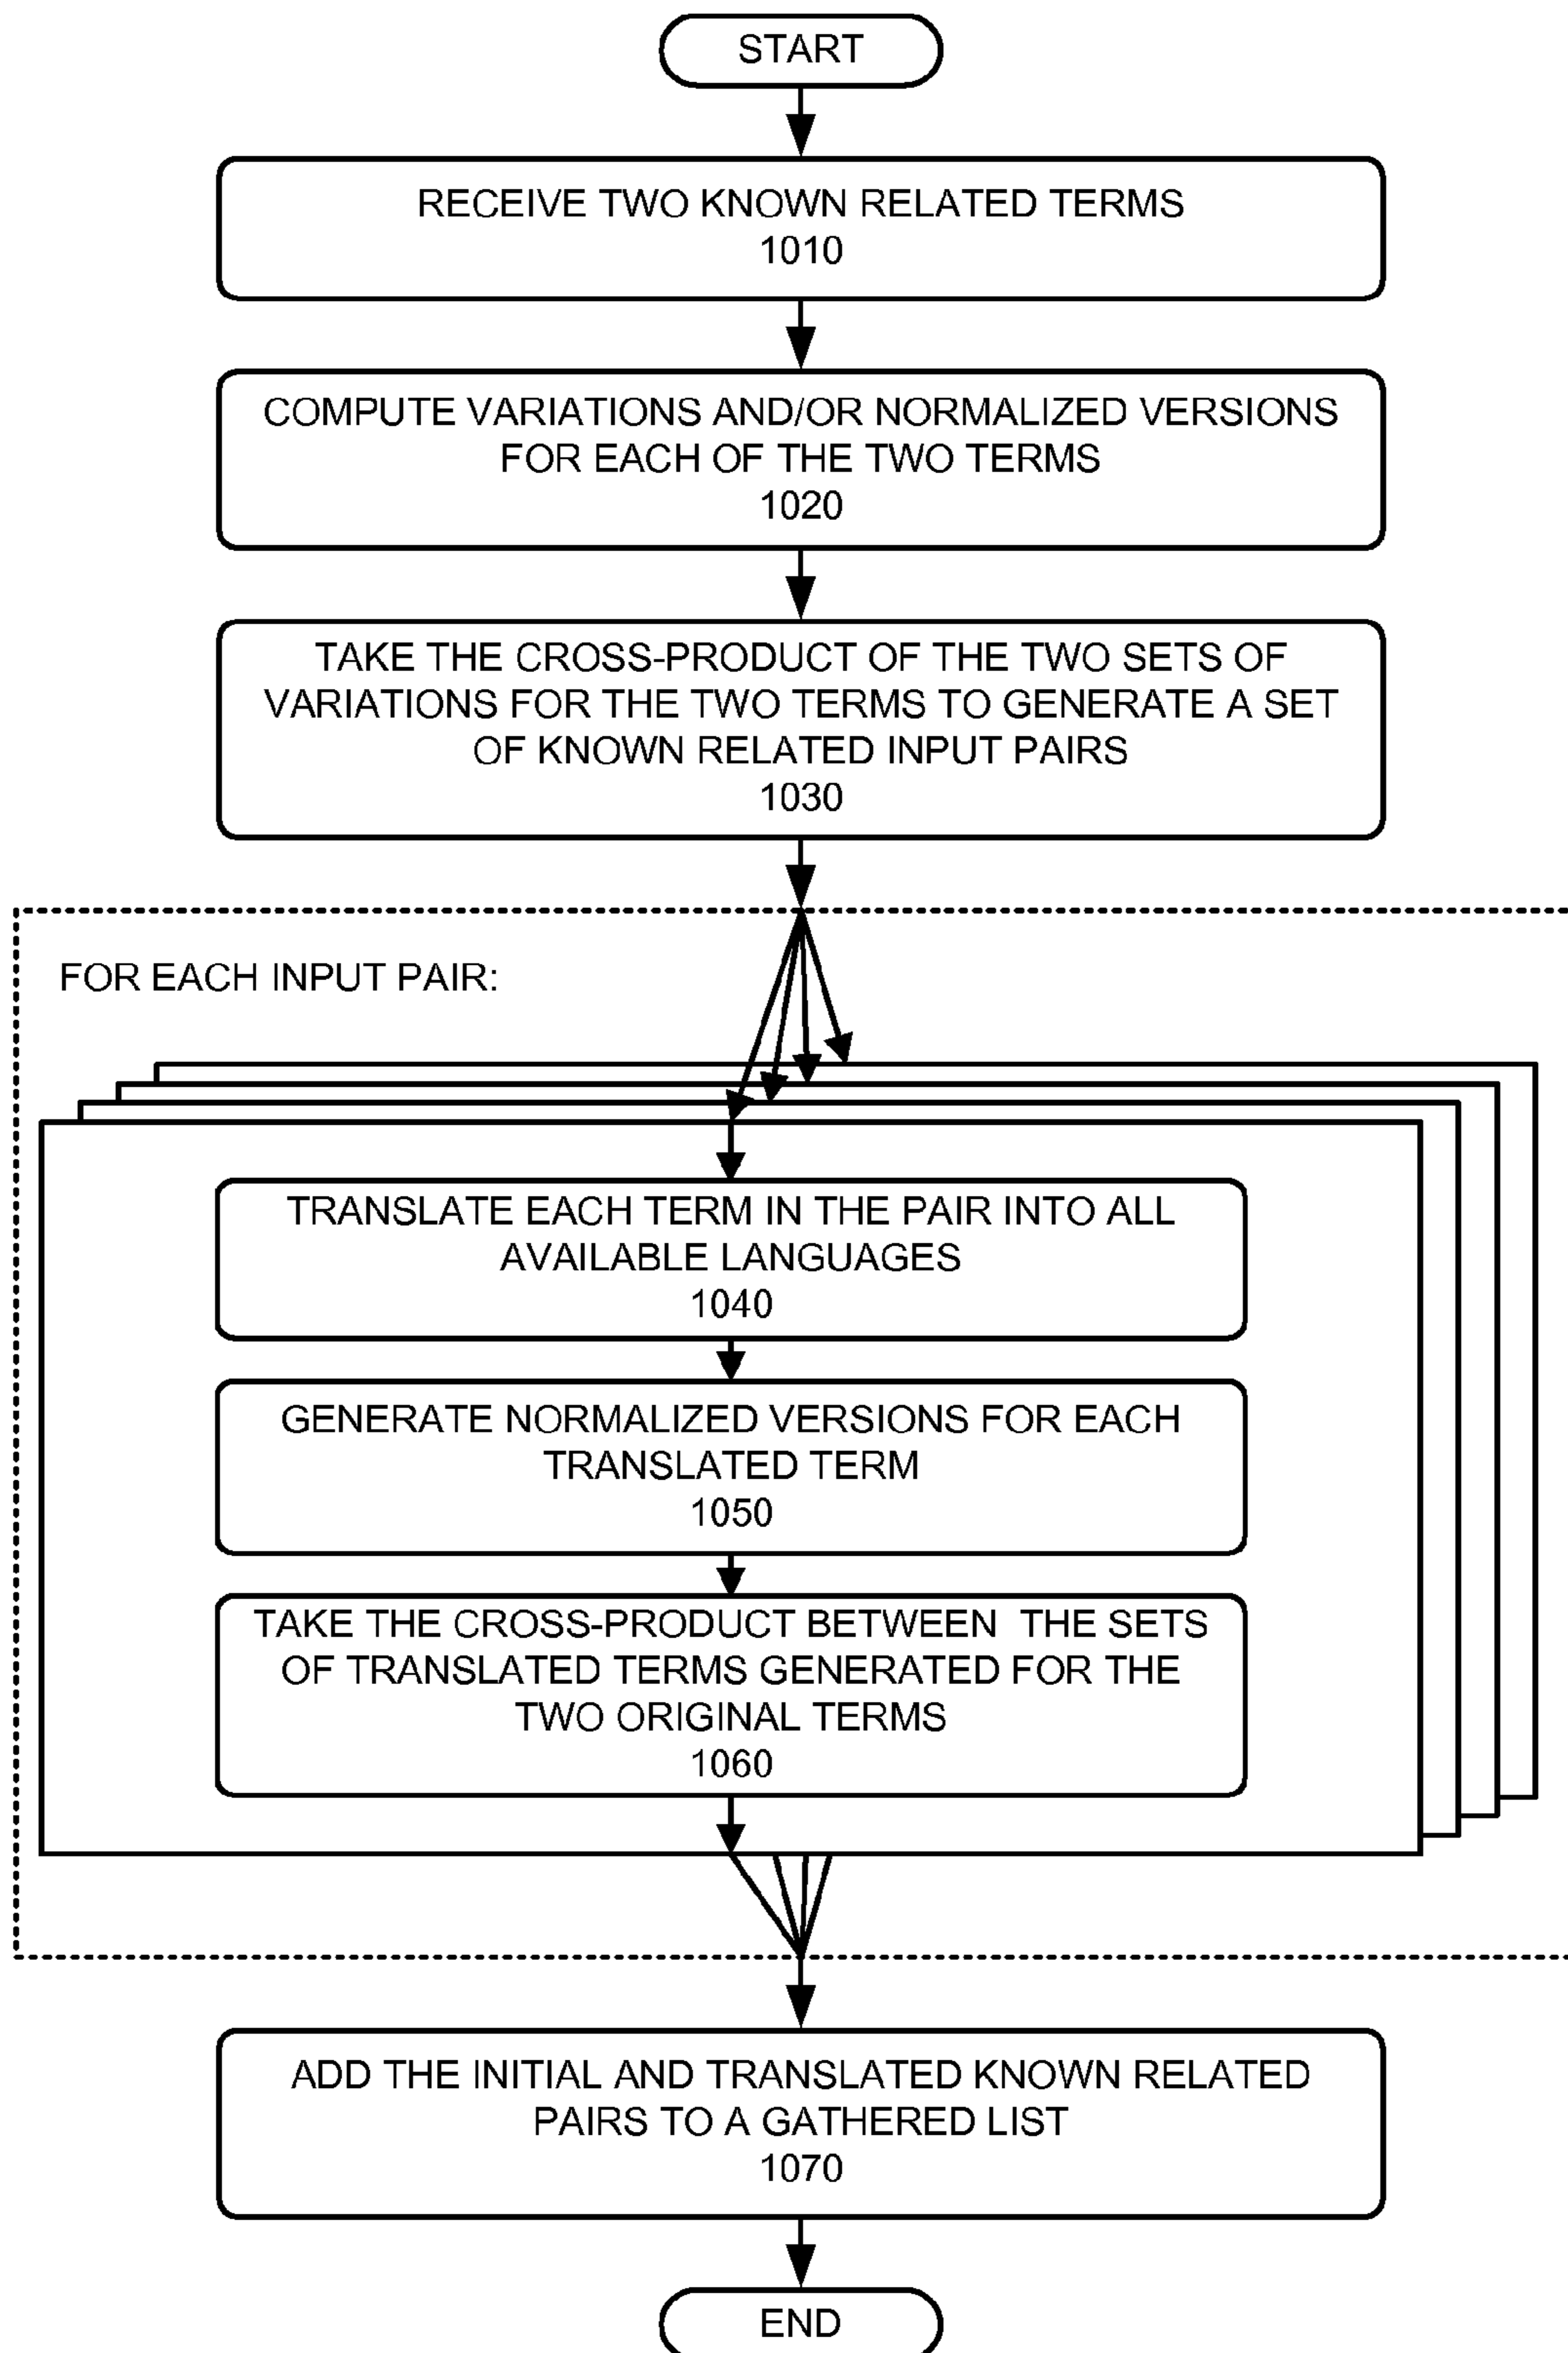 START
RECEIVE TWO KNOWN RELATED TERMS
1010
COMPUTE VARIATIONS AND/OR NORMALIZED VERSIONS
FOR EACH OF THE TWO TERMS
1020
TAKE THE CROSS-PRODUCT OF THE TWO SETS OF
VARIATIONS FOR THE TWO TERMS TO GENERATE A SET
OF KNOWN RELATED INPUT PAIRS
1030
FOR EACH INPUT PAIR:
TRANSLATE EACH TERM IN THE PAIR INTO ALL
AVAILABLE LANGUAGES
1040
GENERATE NORMALIZED VERSIONS FOR EACH
TRANSLATED TERM
1050
TAKE THE CROSS-PRODUCT BETWEEN THE SETS
OF TRANSLATED TERMS GENERATED FOR THE
TWO ORIGINAL TERMS
1060
ADD THE INITIAL AND TRANSLATED KNOWN RELATED
PAIRS TO A GATHERED LIST
1070
END